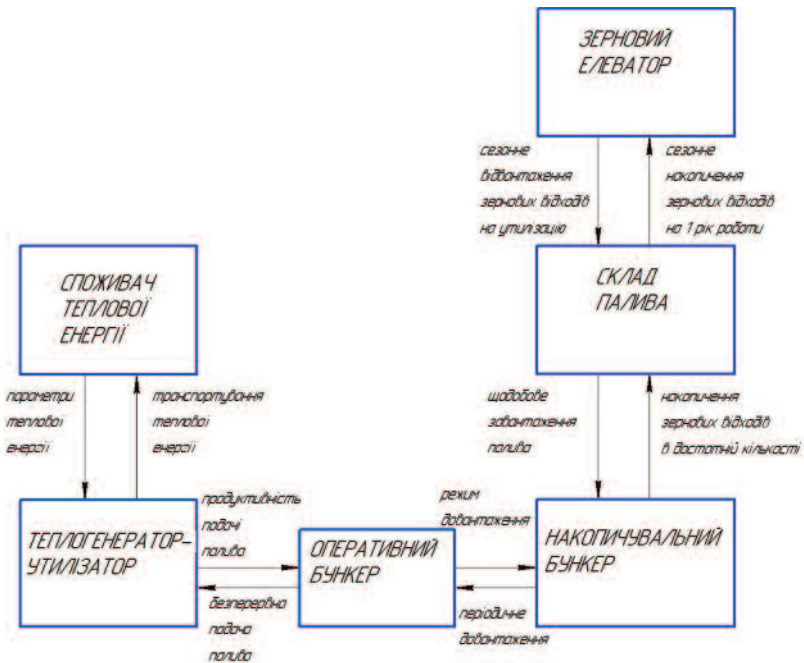 ЗЕРНОВИЙ
ЕЛЕВАТОР
сезонне
відвантаження
зернових відходів
на утилізацію
сезонне
накопичення
зернових відходів
на 1 рік роботи
СПОЖИВАЧ
ТЕПЛОВОЇ
ЕНЕРГІЇ
СКЛАД
ПАЛИВА
параметри
теплової
енергії
транспортування
теплової
енергії
щодобове
завантаження
палива
накопичення
зернових відходів
в достатній кількості
ТЕПЛОГЕНЕРАТОР-
УТИЛІЗАТОР
продуктивність
подачі
палива
ОПЕРАТИВНИЙ
БУНКЕР
режим
довантаження
НАКОПИЧУВАЛЬНИЙ
БУНКЕР
безперервна
подача
палива
періодичне
довантаження